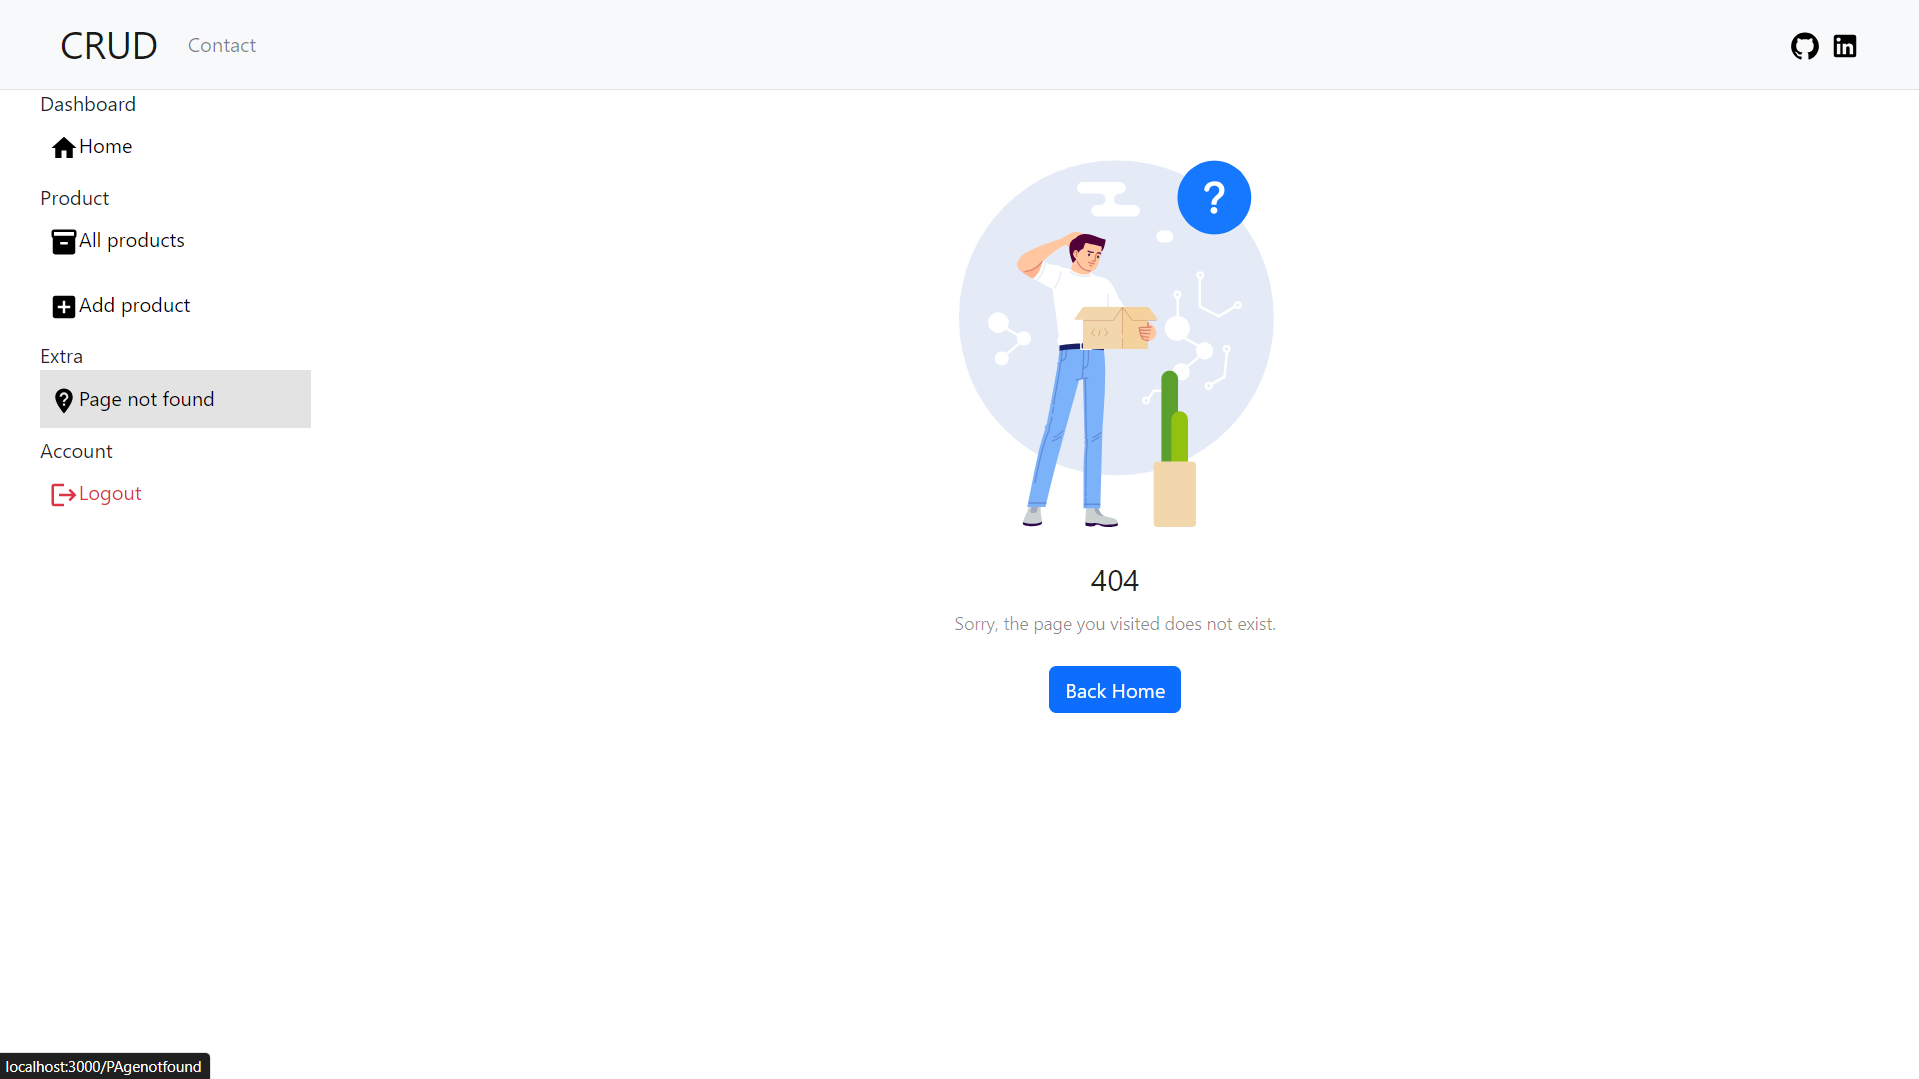 CRUD Contact
Dashboard
Home
Product
All products
Add product
Extra
Page not found
Account
Logout
?
</>
404
Sorry, the page you visited does not exist.
Back Home
localhost:3000/PAgenotfound